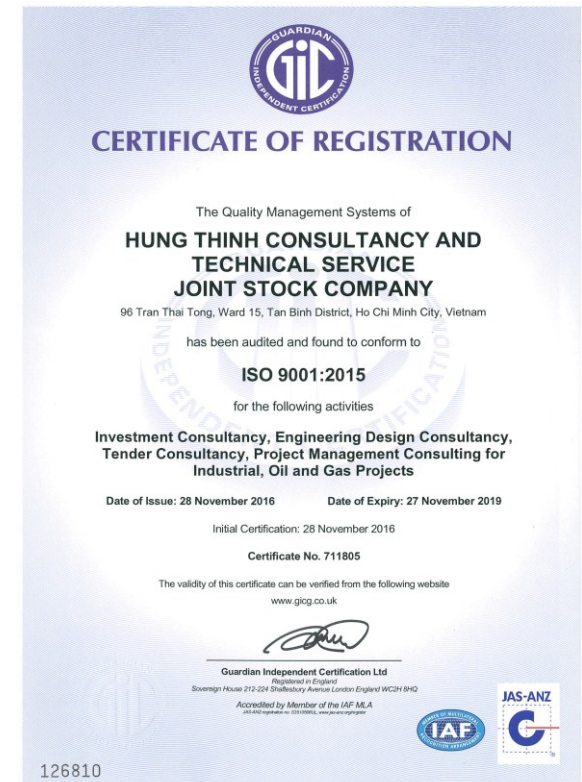 GUARDIAN
GIC
INDEPENDENT CERTIFICATION
CERTIFICATE OF REGISTRATION
The Quality Management Systems of
HUNG THINH CONSULTANCY AND
TECHNICAL SERVICE
JOINT STOCK COMPANY
96 Tran Thai Tong, Ward 15, Tan Binh District, Ho Chi Minh City, Vietnam
has been audited and found to conform to
ISO 9001:2015
for the following activities
Investment Consultancy, Engineering Design Consultancy,
Tender Consultancy, Project Management Consulting for
Industrial, Oil and Gas Projects
Date of Issue: 28 November 2016 Date of Expiry: 27 November 2019
Initial Certification: 28 November 2016
Certificate No. 711805
The validity of this certificate can be verified from the following website
www.gicg.co.uk
Guardian Independent Certification Ltd
Registered in England
Sovereign House 212-224 Shaftesbury Avenue London England WC2H 8HQ
Accredited by Member of the IAF MLA
MEMBER OF MULTILATERAL
IAF
RECOGNITION ARRANGEMENT
JAS-ANZ
C
126810